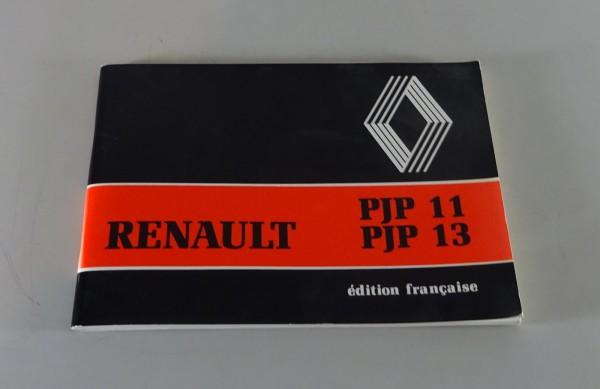 PJP 11
RENAULT PJP 13
édition française